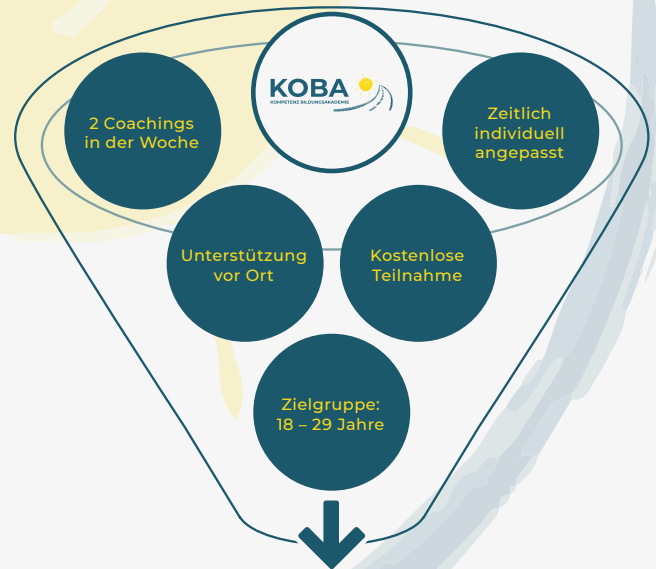 KOBA
KOMPETENZ BILDUNGSAKADEMIE
2 Coachings
in der Woche
Zeitlich
individuell
angepasst
Unterstützung
vor Ort
Kostenlose
Teilnahme
Zielgruppe:
18 – 29 Jahre